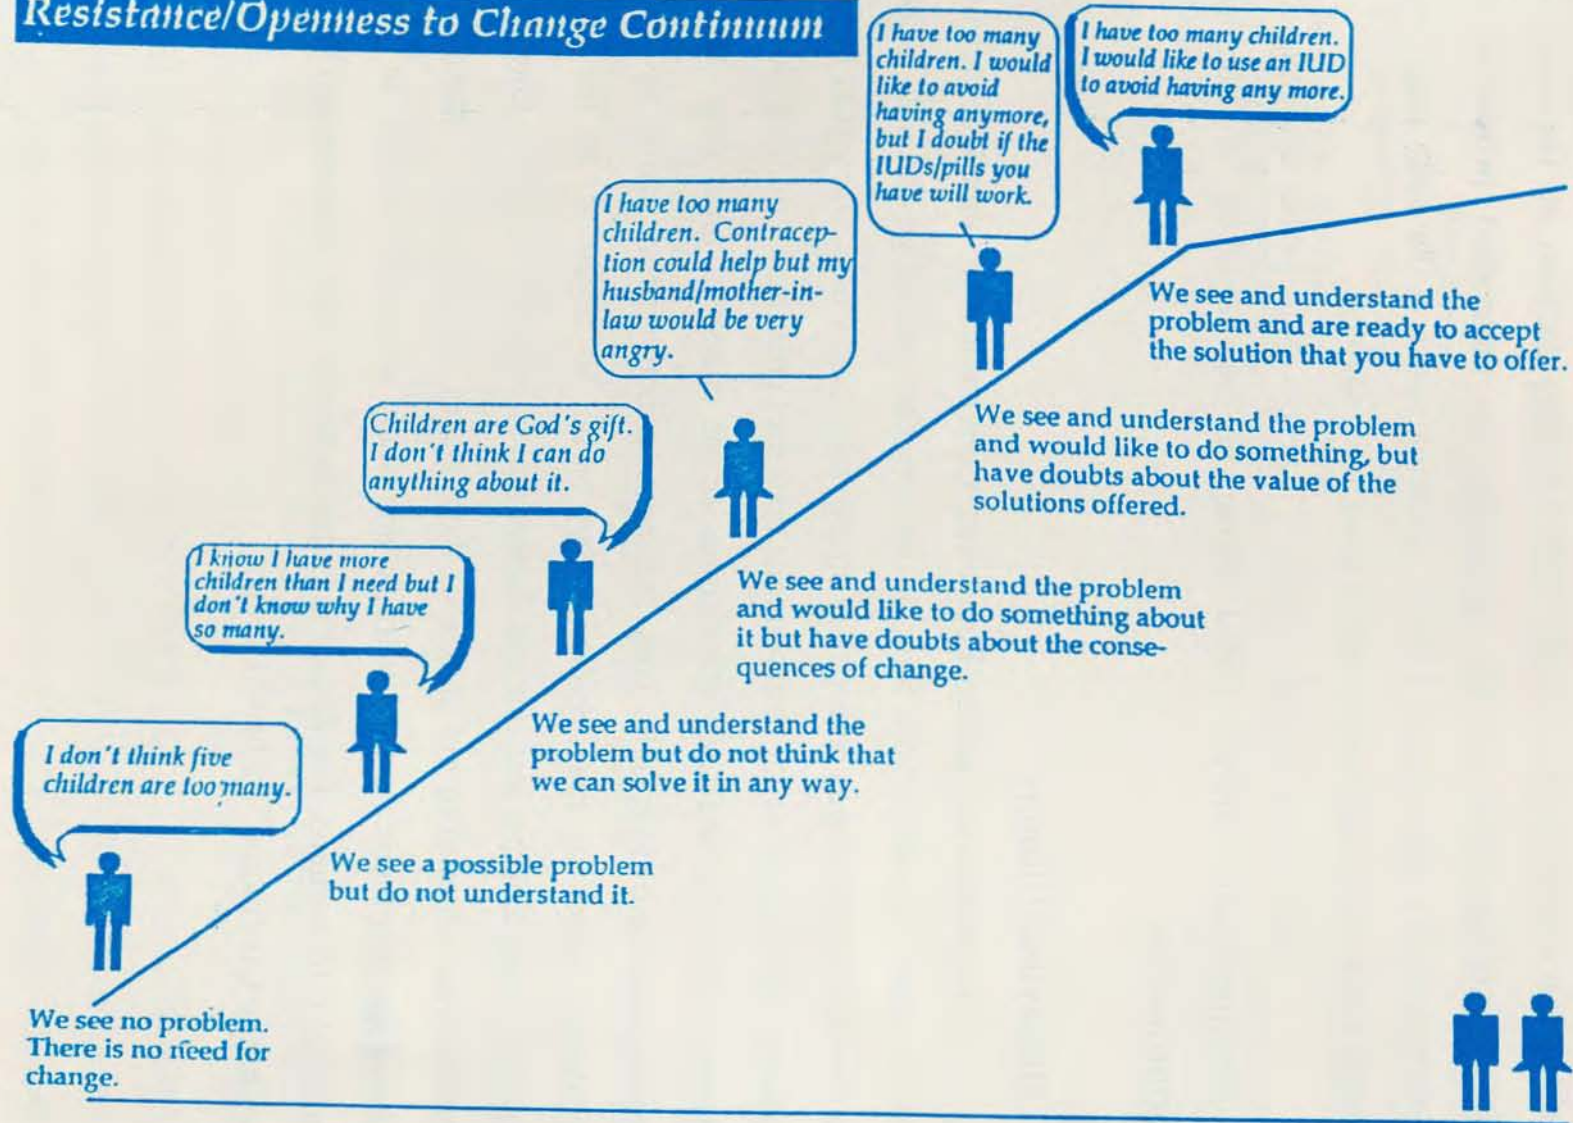 Resistance/Openness to Change Continuum
I don't think five
children are too many.
We see no problem.
There is no need for
change.
I know I have more
children than I need but I
don't know why I have
so many.
We see a possible problem
but do not understand it.
Children are God's gift.
I don't think I can do
anything about it.
We see and understand the
problem but do not think that
we can solve it in any way.
I have too many
children. Contracep-
tion could help but my
husband/mother-in-
law would be very
angry.
We see and understand the problem
and would like to do something about
it but have doubts about the conse-
quences of change.
I have too many
children. I would
like to avoid
having anymore,
but I doubt if the
IUDs/pills you
have will work.
We see and understand the problem
and would like to do something, but
have doubts about the value of the
solutions offered.
I have too many children.
I would like to use an IUD
to avoid having any more.
We see and understand the
problem and are ready to accept
the solution that you have to offer.